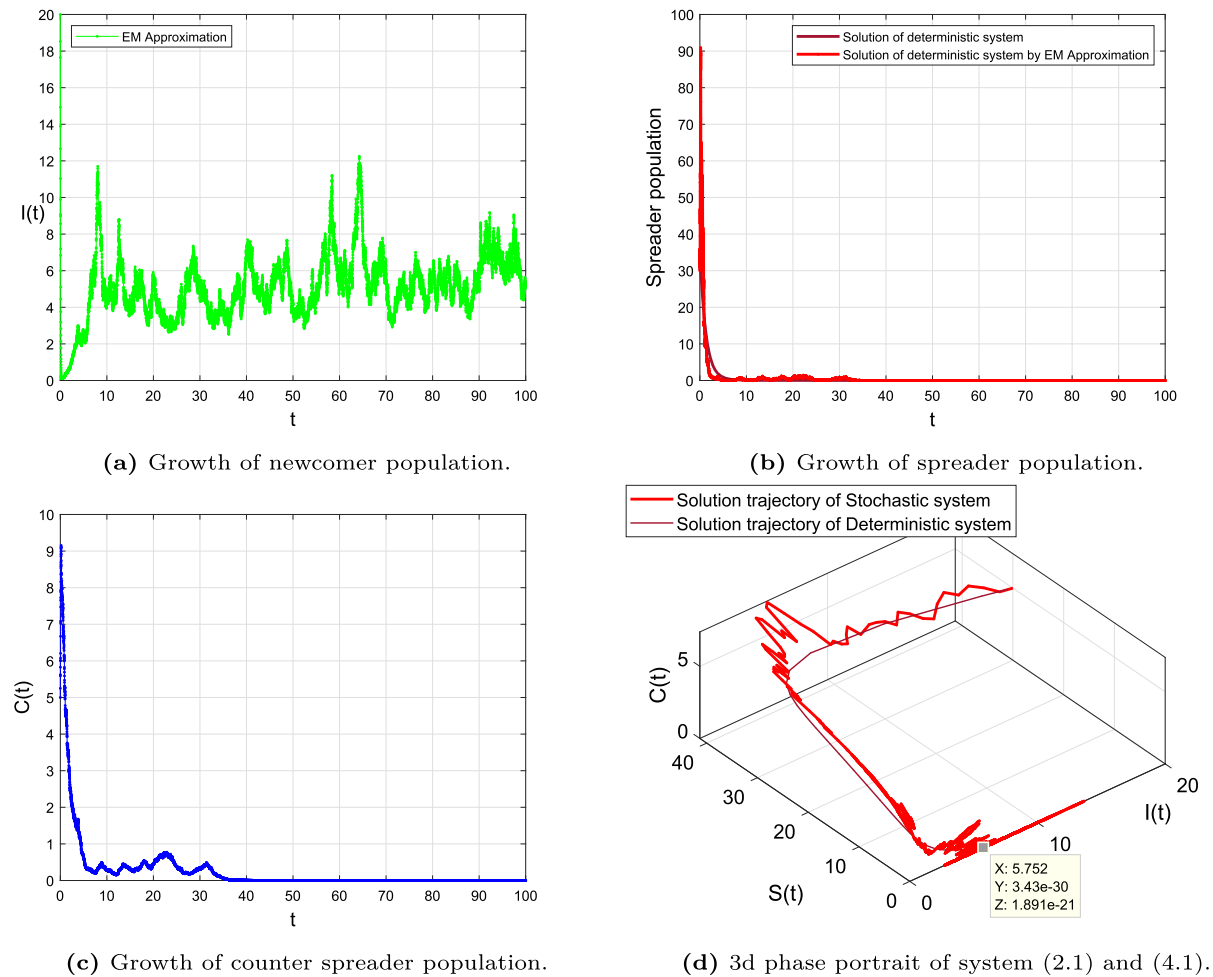 EM Approximation
20
18
16
14
12
10
8
6
4
2
0
I(t)
0 10 20 30 40 50 60 70 80 90 100
t
(a) Growth of newcomer population.
Solution of deterministic system
Solution of deterministic system by EM Approximation
100
90
80
70
60
50
40
30
20
10
0
Spreader population
0 10 20 30 40 50 60 70 80 90 100
t
(b) Growth of spreader population.
10
9
8
7
6
5
4
3
2
1
0
C(t)
0 10 20 30 40 50 60 70 80 90 100
t
(c) Growth of counter spreader population.
Solution trajectory of Stochastic system
Solution trajectory of Deterministic system
5
0
C(t)
40
30
20
10
0
S(t)
0
10
20
I(t)
X: 5.752
Y: 3.43e-30
Z: 1.891e-21
(d) 3d phase portrait of system (2.1) and (4.1).